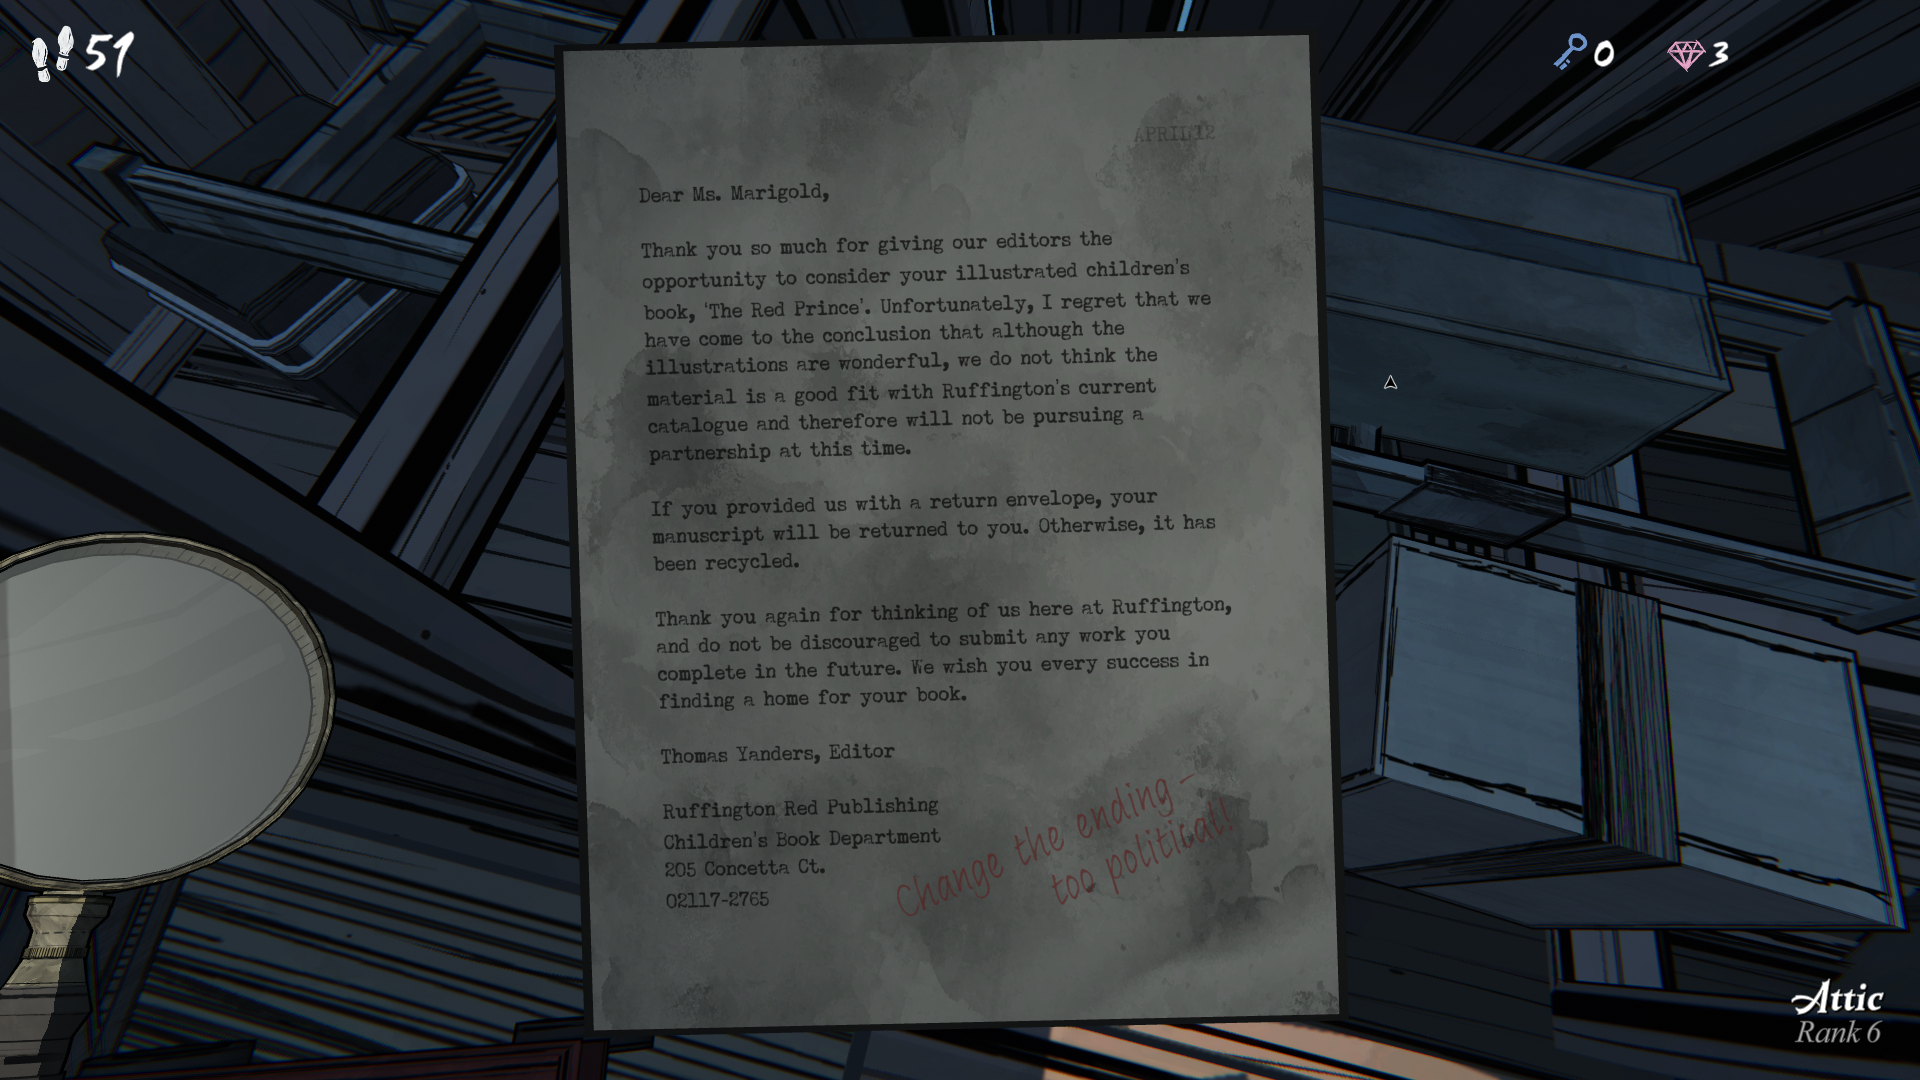 51
0
3
APRIL 12
Dear Ms. Marigold,
Thank you so much for giving our editors the
opportunity to consider your illustrated children's
book, 'The Red Prince'. Unfortunately, I regret that we
have come to the conclusion that although the
illustrations are wonderful, we do not think the
material is a good fit with Ruffington's current
catalogue and therefore will not be pursuing a
partnership at this time.
If you provided us with a return envelope, your
manuscript will be returned to you. Otherwise, it has
been recycled.
Thank you again for thinking of us here at Ruffington,
and do not be discouraged to submit any work you
complete in the future. We wish you every success in
finding a home for your book.
Thomas Yanders, Editor
Ruffington Red Publishing
Children's Book Department
205 Concetta Ct.
02117-2765
Change the ending -
too political!
Attic
Rank 6